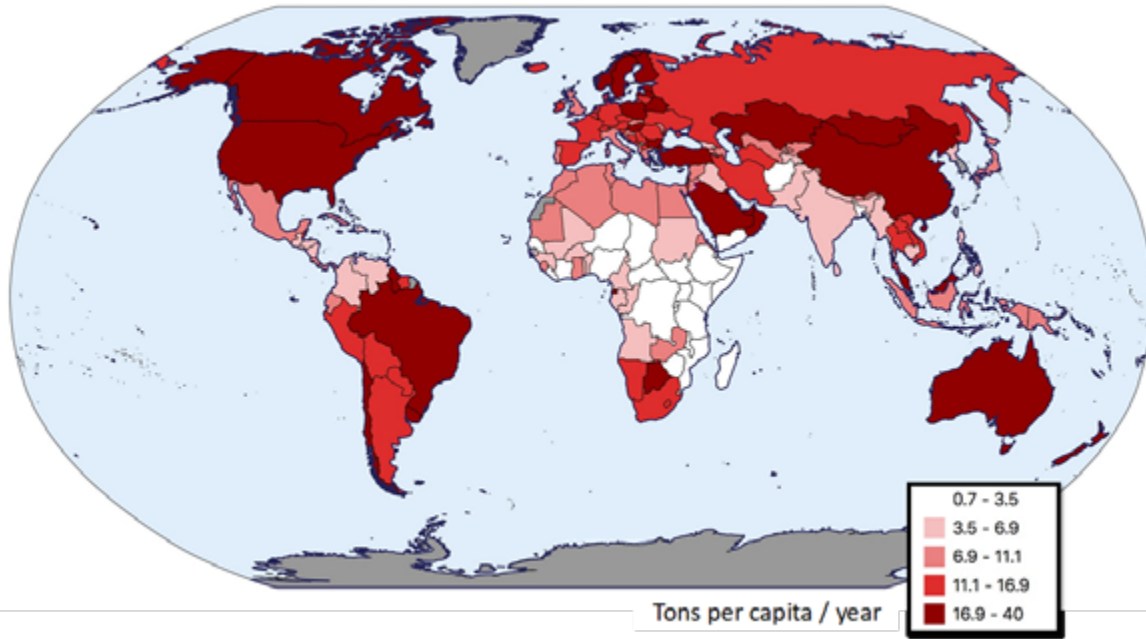 0.7 - 3.5
3.5 - 6.9
6.9 - 11.1
11.1 - 16.9
Tons per capita / year
16.9 - 40